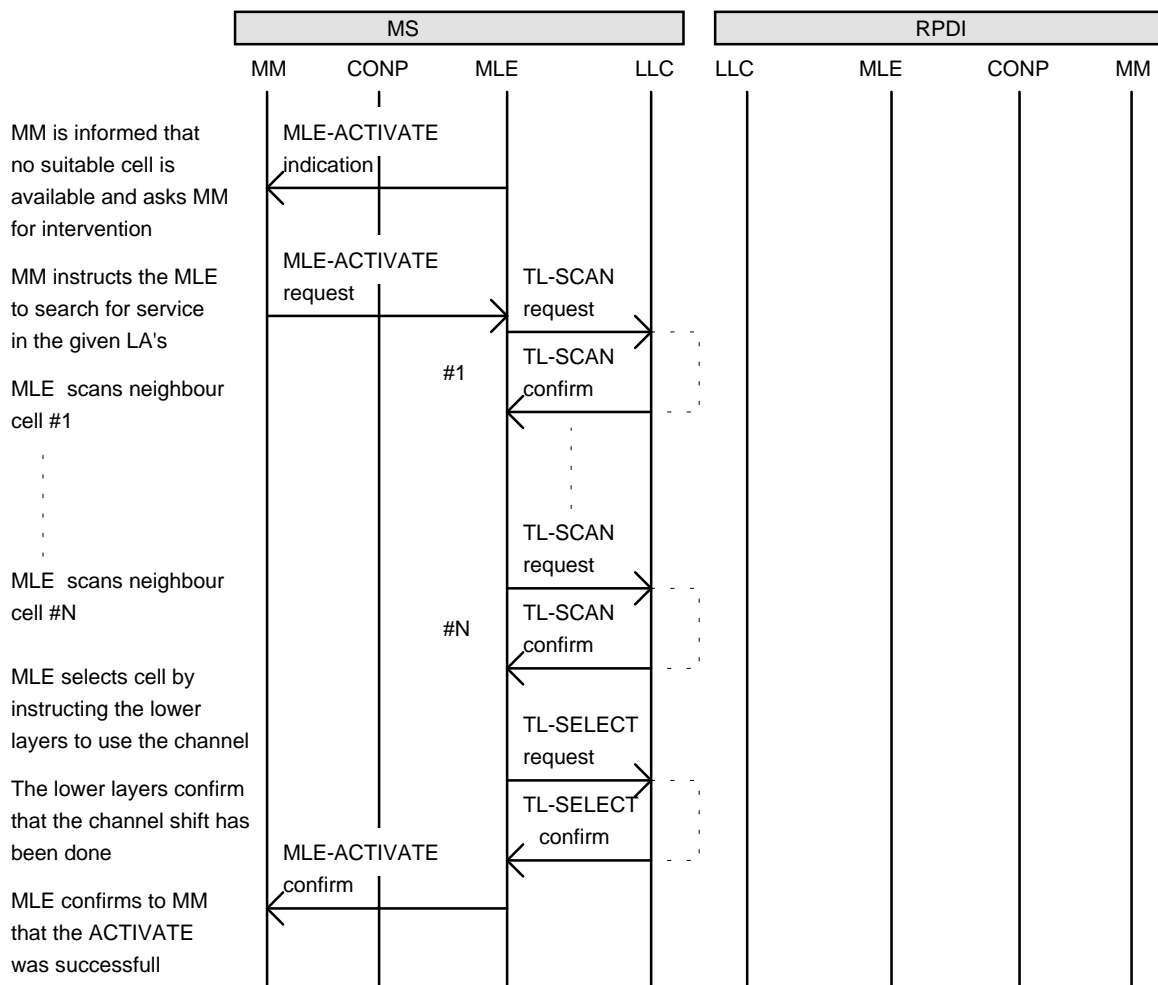 MS
RPDI
MM CONP MLE LLC LLC MLE CONP MM
MM is informed that
no suitable cell is
available and asks MM
for intervention
MLE-ACTIVATE
indication
MM instructs the MLE
to search for service
in the given LA's
MLE-ACTIVATE
request
TL-SCAN
request
#1
TL-SCAN
confirm
MLE scans neighbour
cell #1
TL-SCAN
request
MLE scans neighbour
cell #N
#N
TL-SCAN
confirm
MLE selects cell by
instructing the lower
layers to use the channel
TL-SELECT
request
The lower layers confirm
that the channel shift has
been done
TL-SELECT
confirm
MLE-ACTIVATE
confirm
MLE confirms to MM
that the ACTIVATE
was successfull